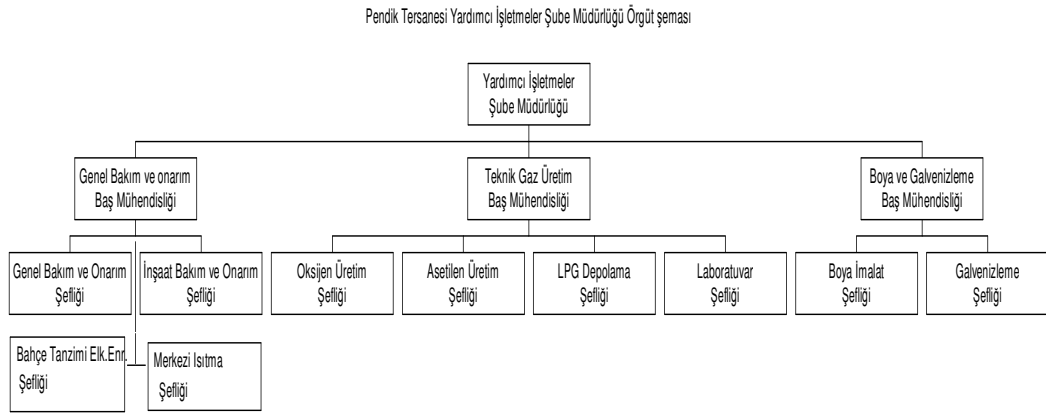 Pendik Tersanesi Yardımcı İşletmeler Şube Müdürlüğü Örgüt şeması
Yardımcı İşletmeler
Şube Müdürlüğü
Genel Bakım ve onarım
Baş Mühendisliği
Teknik Gaz Üretim
Baş Mühendisliği
Boya ve Galvenizleme
Baş Mühendisliği
Genel Bakım ve Onarım
Şefliği
İnşaat Bakım ve Onarım
Şefliği
Oksijen Üretim
Şefliği
Asetilen Üretim
Şefliği
LPG Depolama
Şefliği
Laboratuvar
Şefliği
Boya İmalat
Şefliği
Galvenizleme
Şefliği
Bahçe Tanzimi Elk.Enr.
Şefliği
Merkezi Isıtma
Şefliği